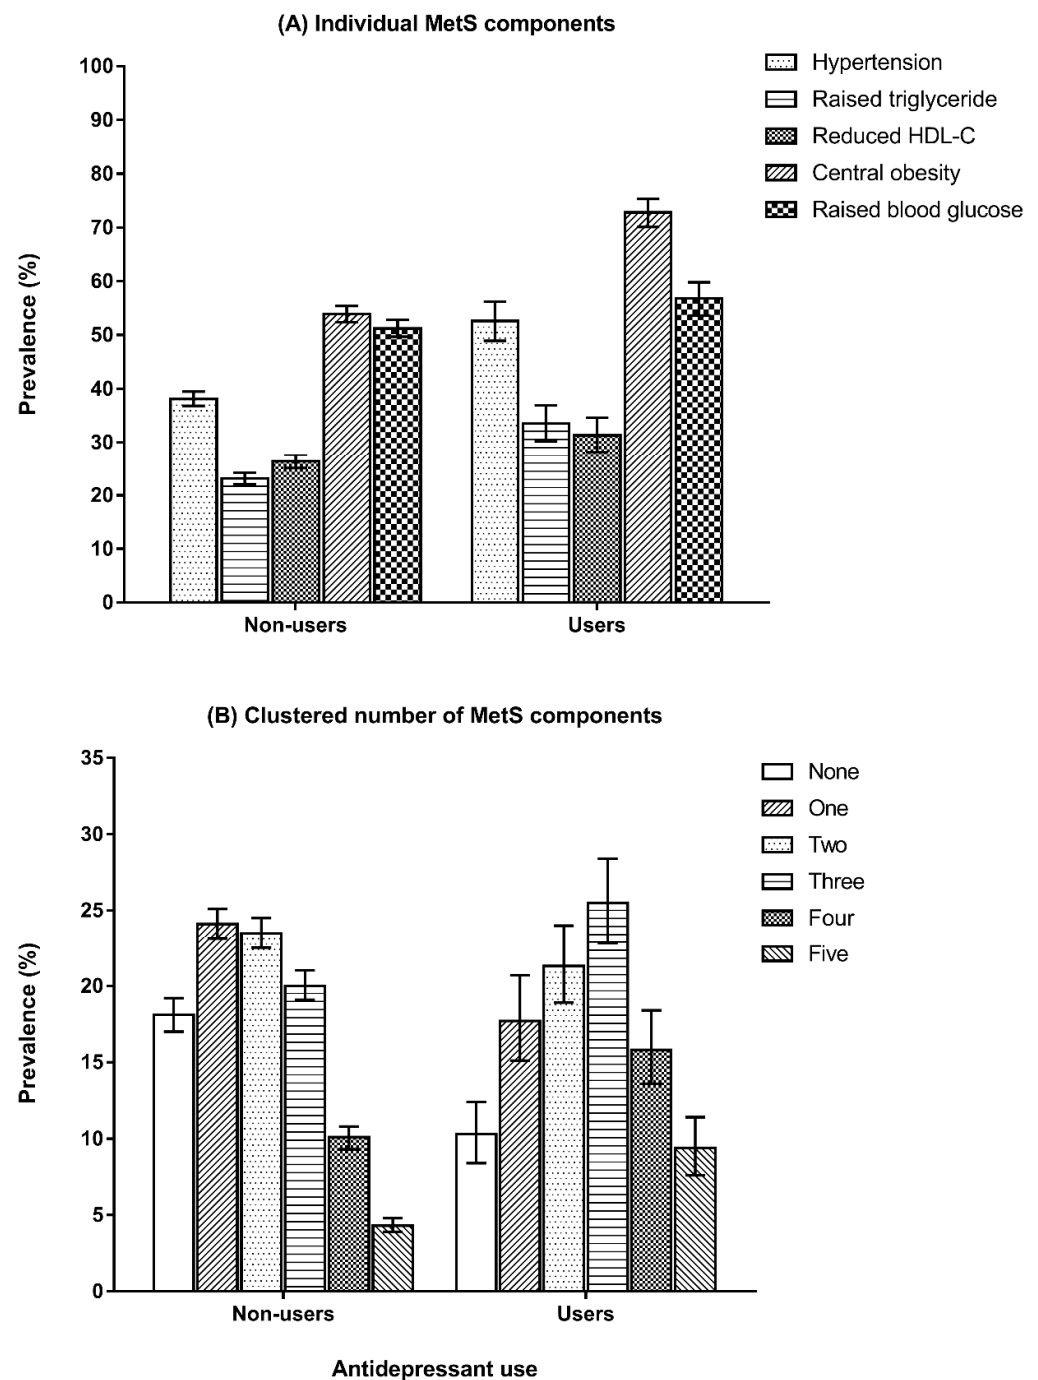 (A) Individual MetS components
100
90
80
70
60
50
40
30
20
10
0
Prevalence (%)
Non-users
Users
Hypertension
Raised triglyceride
Reduced HDL-C
Central obesity
Raised blood glucose
(B) Clustered number of MetS components
35
30
25
20
15
10
5
0
Prevalence (%)
Non-users
Users
None
One
Two
Three
Four
Five
Antidepressant use